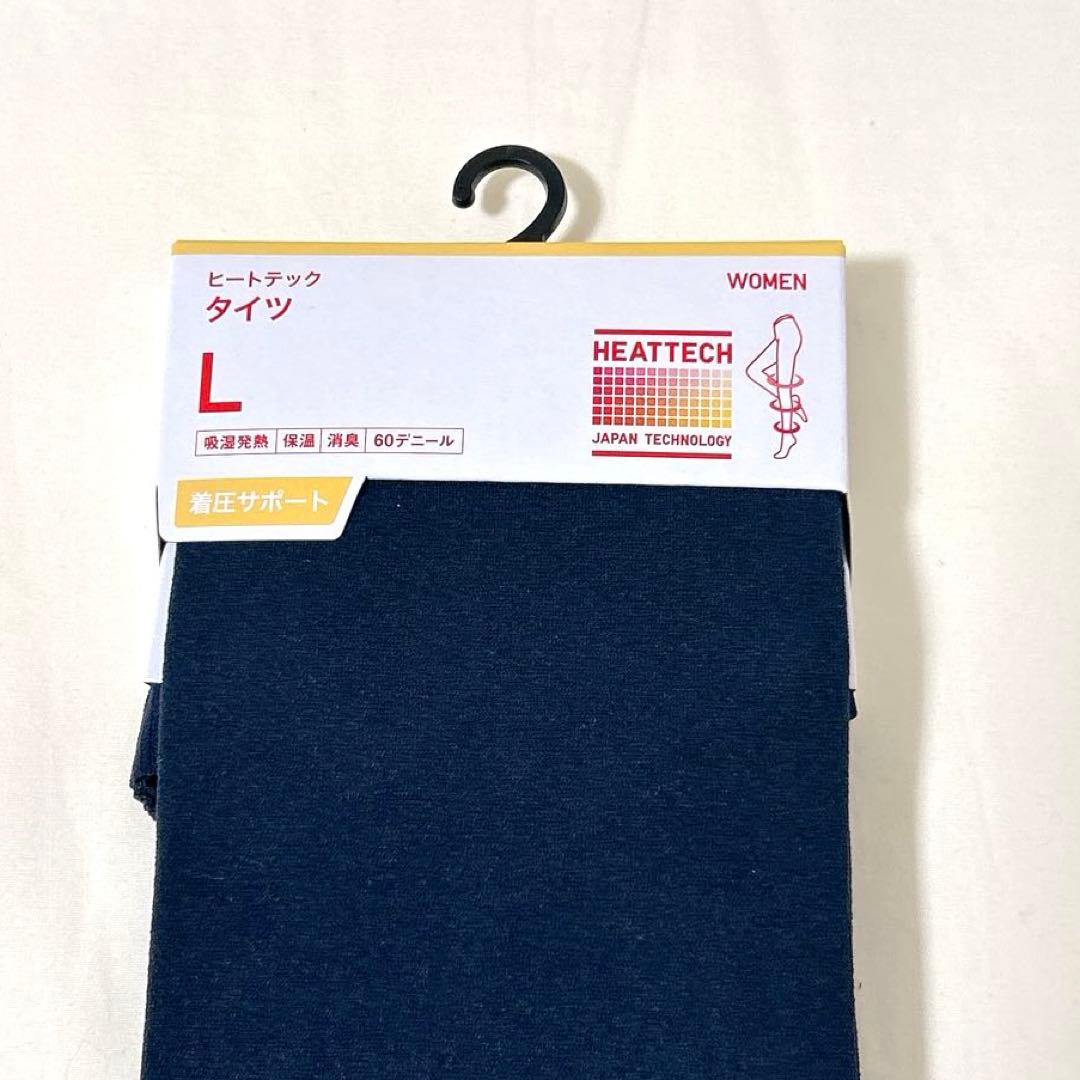 ヒートテック
タイツ
WOMEN
L
HEATTECH
JAPAN TECHNOLOGY
吸湿発熱 保温 消臭 60デニール
着圧サポート